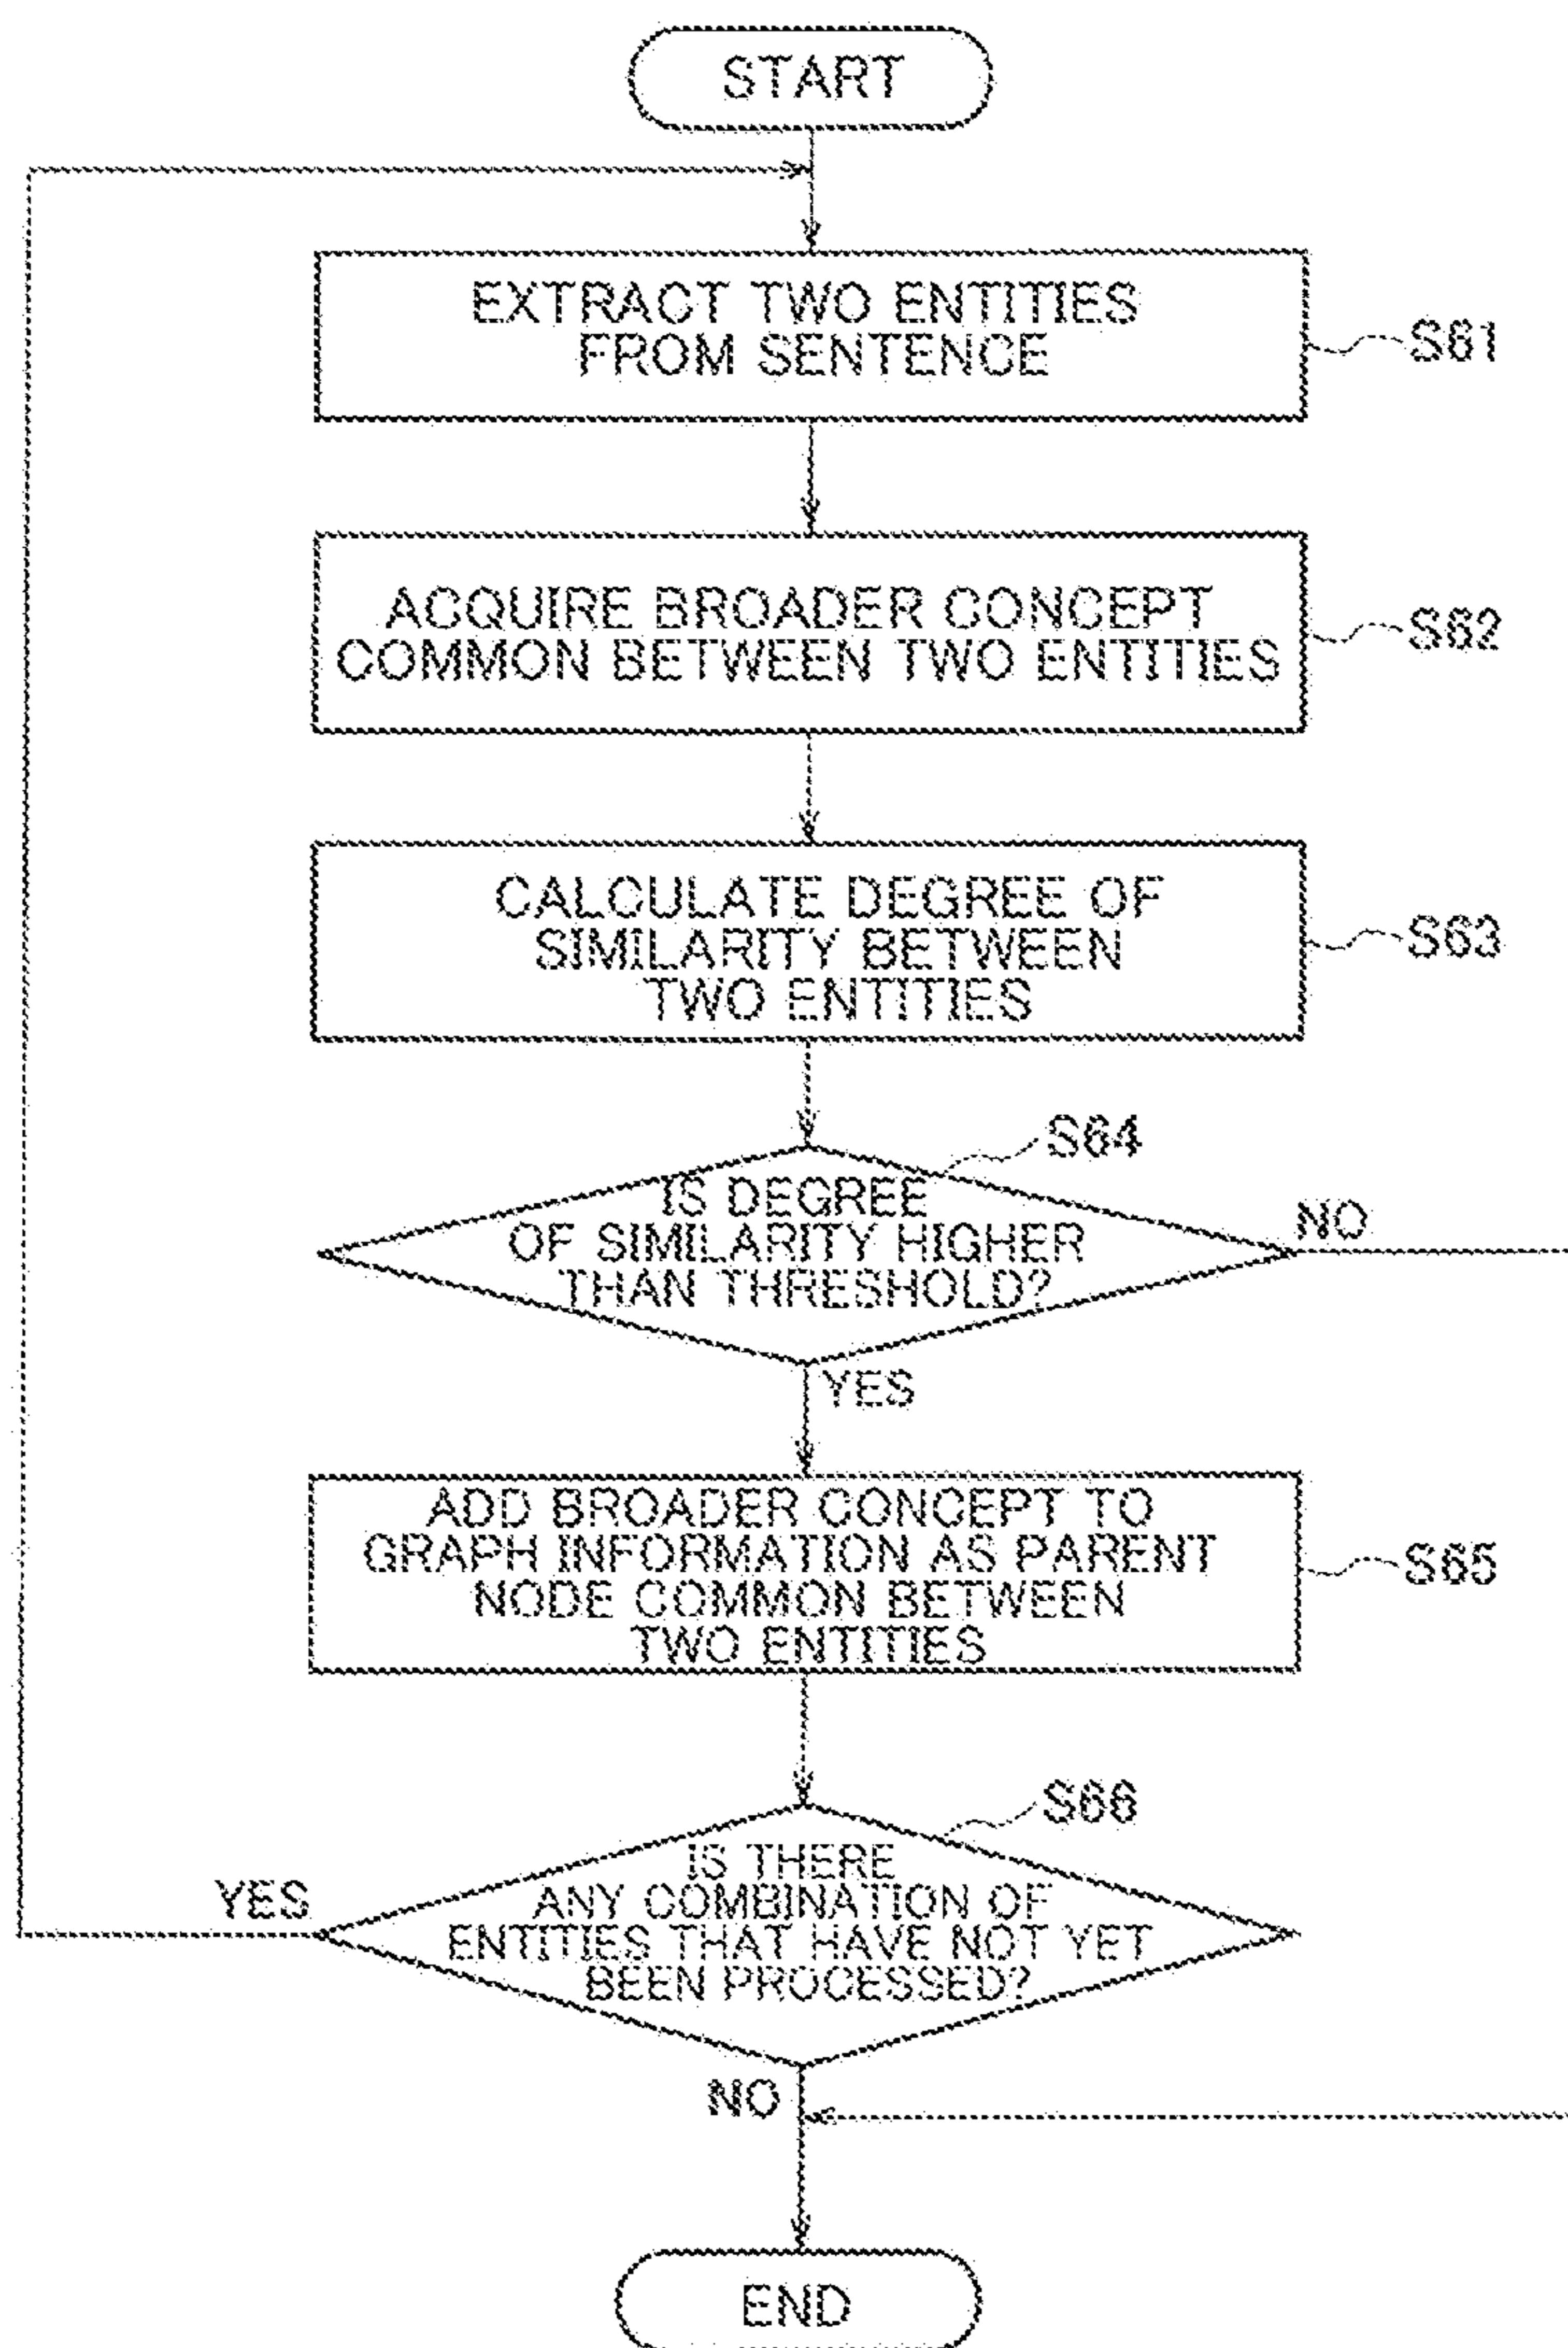 START
EXTRACT TWO ENTITIES
FROM SENTENCE
S61
ACQUIRE BROADER CONCEPT
COMMON BETWEEN TWO ENTITIES
S62
CALCULATE DEGREE OF
SIMILARITY BETWEEN
TWO ENTITIES
S63
S64
IS DEGREE
OF SIMILARITY HIGHER
THAN THRESHOLD?
NO
YES
ADD BROADER CONCEPT TO
GRAPH INFORMATION AS PARENT
NODE COMMON BETWEEN
TWO ENTITIES
S65
S66
IS THERE
ANY COMBINATION OF
ENTITIES THAT HAVE NOT YET
BEEN PROCESSED?
YES
NO
END